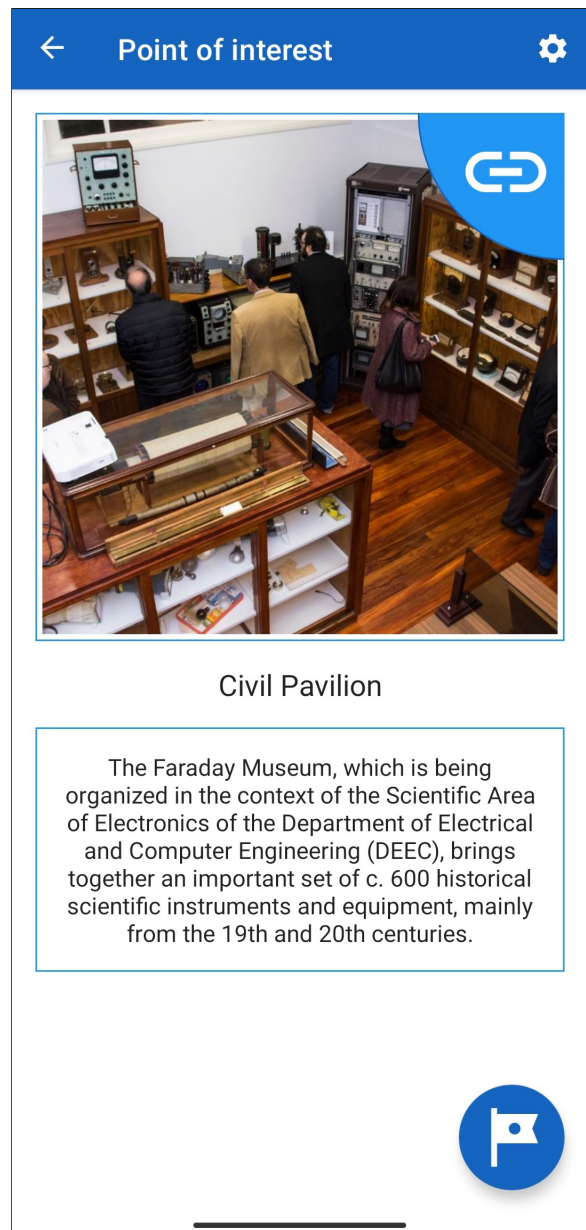 Point of interest
Civil Pavilion
The Faraday Museum, which is being
organized in the context of the Scientific Area
of Electronics of the Department of Electrical
and Computer Engineering (DEEC), brings
together an important set of c. 600 historical
scientific instruments and equipment, mainly
from the 19th and 20th centuries.